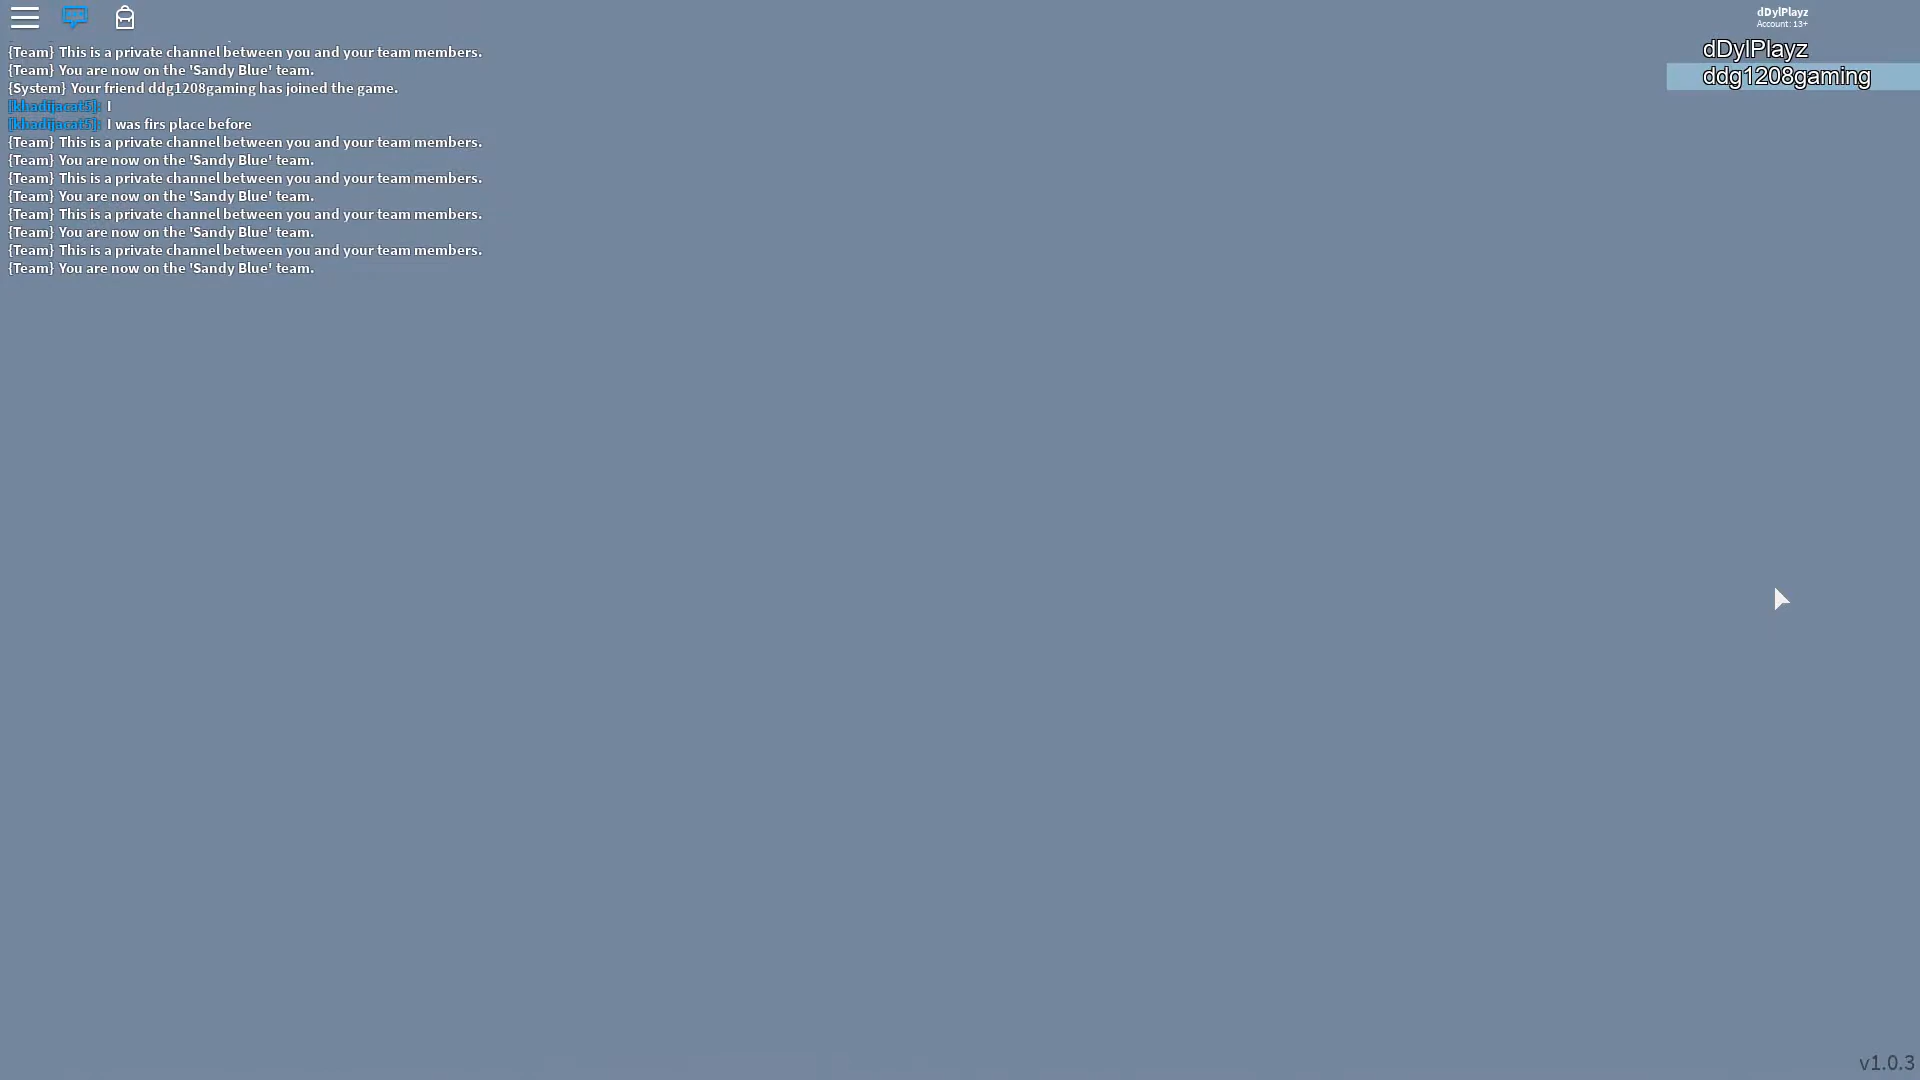 dDylPlayz
Account: 13+
dDylPlayz
ddg1208gaming
{Team} This is a private channel between you and your team members.
{Team} You are now on the 'Sandy Blue' team.
{System} Your friend ddg1208gaming has joined the game.
[khadijacat5]: I
[khadijacat5]: I was firs place before
{Team} This is a private channel between you and your team members.
{Team} You are now on the 'Sandy Blue' team.
{Team} This is a private channel between you and your team members.
{Team} You are now on the 'Sandy Blue' team.
{Team} This is a private channel between you and your team members.
{Team} You are now on the 'Sandy Blue' team.
{Team} This is a private channel between you and your team members.
{Team} You are now on the 'Sandy Blue' team.
v1.0.3